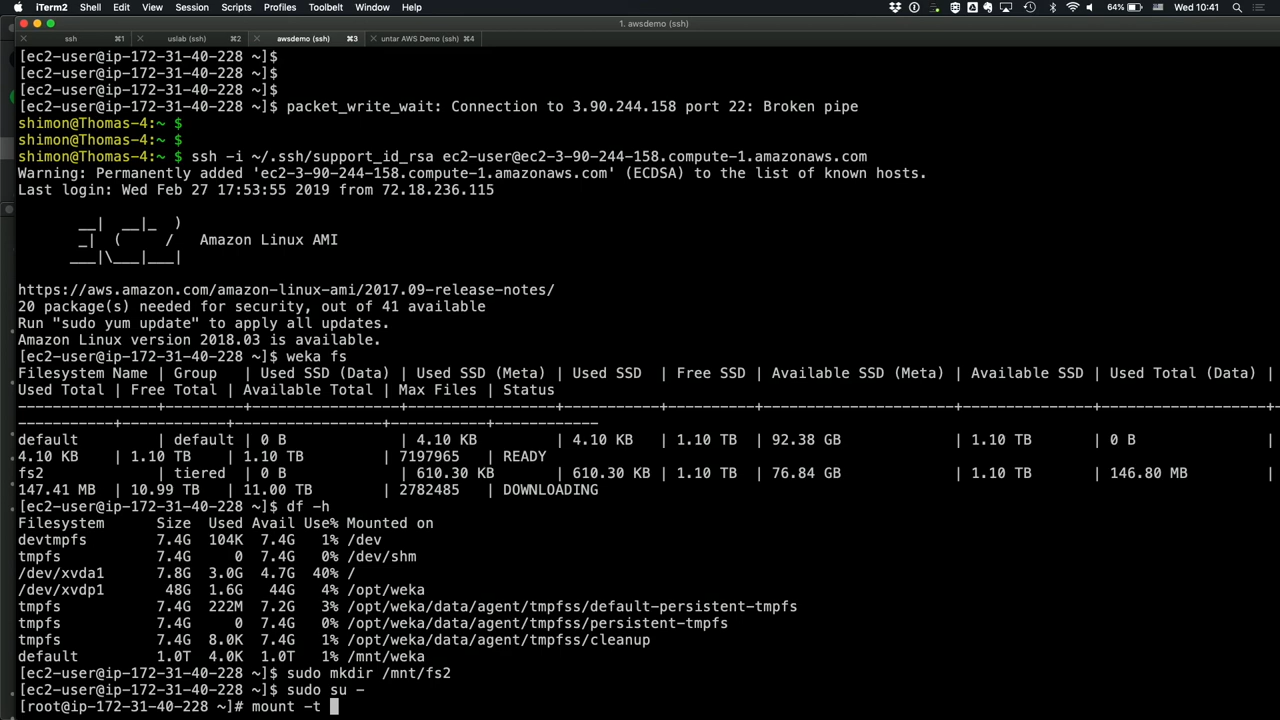 iTerm2 Shell Edit View Session Scripts Profiles Toolbelt Window Help 64% Wed 10:41
1. awsdemo (ssh)
ssh ⌘1 uslab (ssh) ⌘2 awsdemo (ssh) ⌘3 untar AWS Demo (ssh) ⌘4
[ec2-user@ip-172-31-40-228 ~]$
[ec2-user@ip-172-31-40-228 ~]$
[ec2-user@ip-172-31-40-228 ~]$
[ec2-user@ip-172-31-40-228 ~]$ packet_write_wait: Connection to 3.90.244.158 port 22: Broken pipe
shimon@Thomas-4:~ $
shimon@Thomas-4:~ $
shimon@Thomas-4:~ $ ssh -i ~/.ssh/support_id_rsa ec2-user@ec2-3-90-244-158.compute-1.amazonaws.com
Warning: Permanently added 'ec2-3-90-244-158.compute-1.amazonaws.com' (ECDSA) to the list of known hosts.
Last login: Wed Feb 27 17:53:55 2019 from 72.18.236.115
__|  __|_  )
_|  (     /   Amazon Linux AMI
___|\___|___|
https://aws.amazon.com/amazon-linux-ami/2017.09-release-notes/
20 package(s) needed for security, out of 41 available
Run "sudo yum update" to apply all updates.
Amazon Linux version 2018.03 is available.
[ec2-user@ip-172-31-40-228 ~]$ weka fs
Filesystem Name | Group | Used SSD (Data) | Used SSD (Meta) | Used SSD | Free SSD | Available SSD (Meta) | Available SSD | Used Total (Data) |
Used Total | Free Total | Available Total | Max Files | Status
----------------+---------+-----------------+-----------------+----------+----------+----------------------+---------------+-------------------+-
-----------+------------+-----------------+-----------+------------
default | default | 0 B | 4.10 KB | 4.10 KB | 1.10 TB | 92.38 GB | 1.10 TB | 0 B |
4.10 KB | 1.10 TB | 1.10 TB | 7197965 | READY
fs2 | tiered | 0 B | 610.30 KB | 610.30 KB | 1.10 TB | 76.84 GB | 1.10 TB | 146.80 MB |
147.41 MB | 10.99 TB | 11.00 TB | 2782485 | DOWNLOADING
[ec2-user@ip-172-31-40-228 ~]$ df -h
Filesystem Size Used Avail Use% Mounted on
devtmpfs 7.4G 104K 7.4G 1% /dev
tmpfs 7.4G 0 7.4G 0% /dev/shm
/dev/xvda1 7.8G 3.0G 4.7G 40% /
/dev/xvdp1 48G 1.6G 44G 4% /opt/weka
tmpfs 7.4G 222M 7.2G 3% /opt/weka/data/agent/tmpfss/default-persistent-tmpfs
tmpfs 7.4G 0 7.4G 0% /opt/weka/data/agent/tmpfss/persistent-tmpfs
tmpfs 7.4G 8.0K 7.4G 1% /opt/weka/data/agent/tmpfss/cleanup
default 1.0T 4.0K 1.0T 1% /mnt/weka
[ec2-user@ip-172-31-40-228 ~]$ sudo mkdir /mnt/fs2
[ec2-user@ip-172-31-40-228 ~]$ sudo su -
[root@ip-172-31-40-228 ~]# mount -t